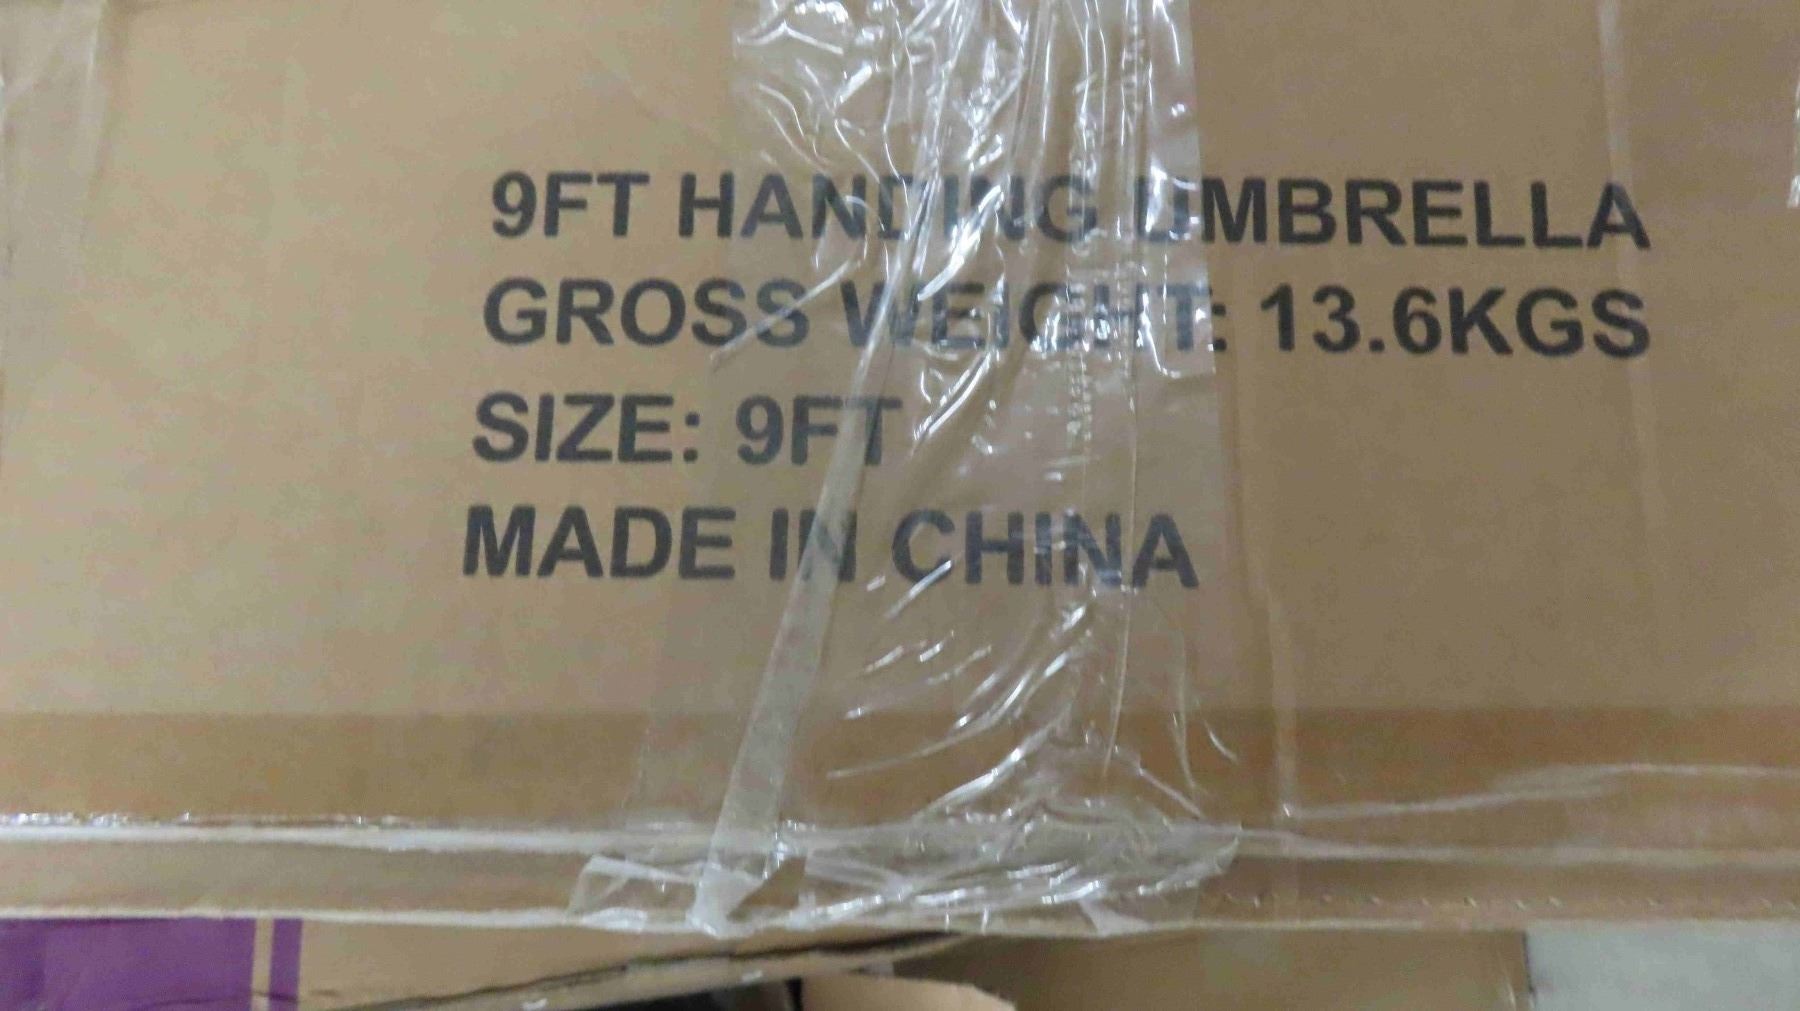 9FT HANDING UMBRELLA
GROSS WEIGHT: 13.6KGS
SIZE: 9FT
MADE IN CHINA